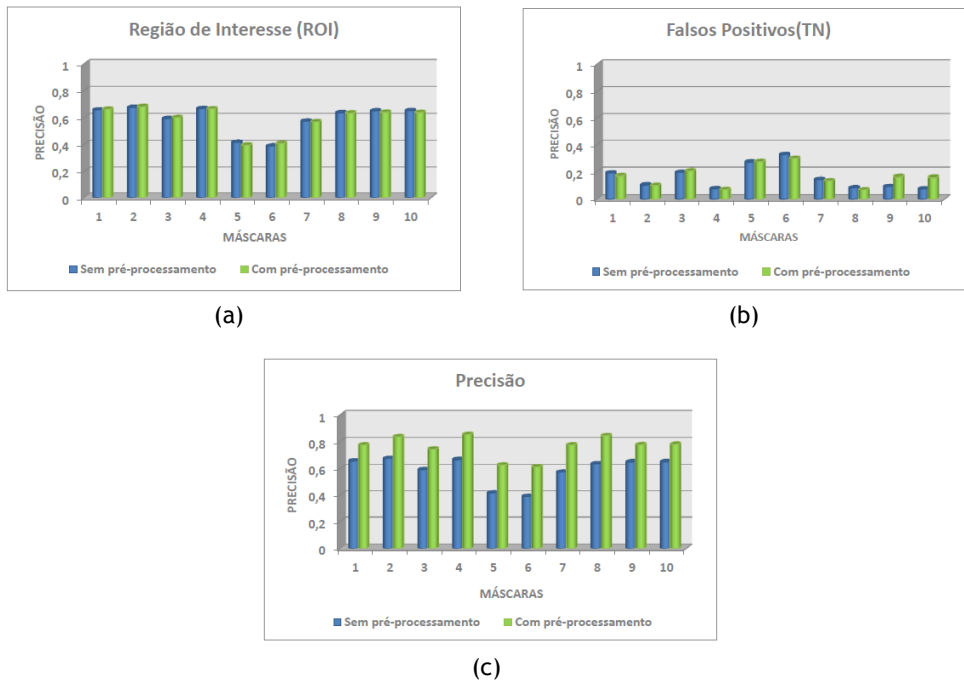 Região de Interesse (ROI)
PRECISÃO
1
0,8
0,6
0,4
0,2
0
1 2 3 4 5 6 7 8 9 10
MÁSCARAS
Sem pré-processamento Com pré-processamento
(a)
Falsos Positivos(TN)
PRECISÃO
1
0,8
0,6
0,4
0,2
0
1 2 3 4 5 6 7 8 9 10
MÁSCARAS
Sem pré-processamento Com pré-processamento
(b)
Precisão
PRECISÃO
1
0,8
0,6
0,4
0,2
0
1 2 3 4 5 6 7 8 9 10
MÁSCARAS
Sem pré-processamento Com pré-processamento
(c)